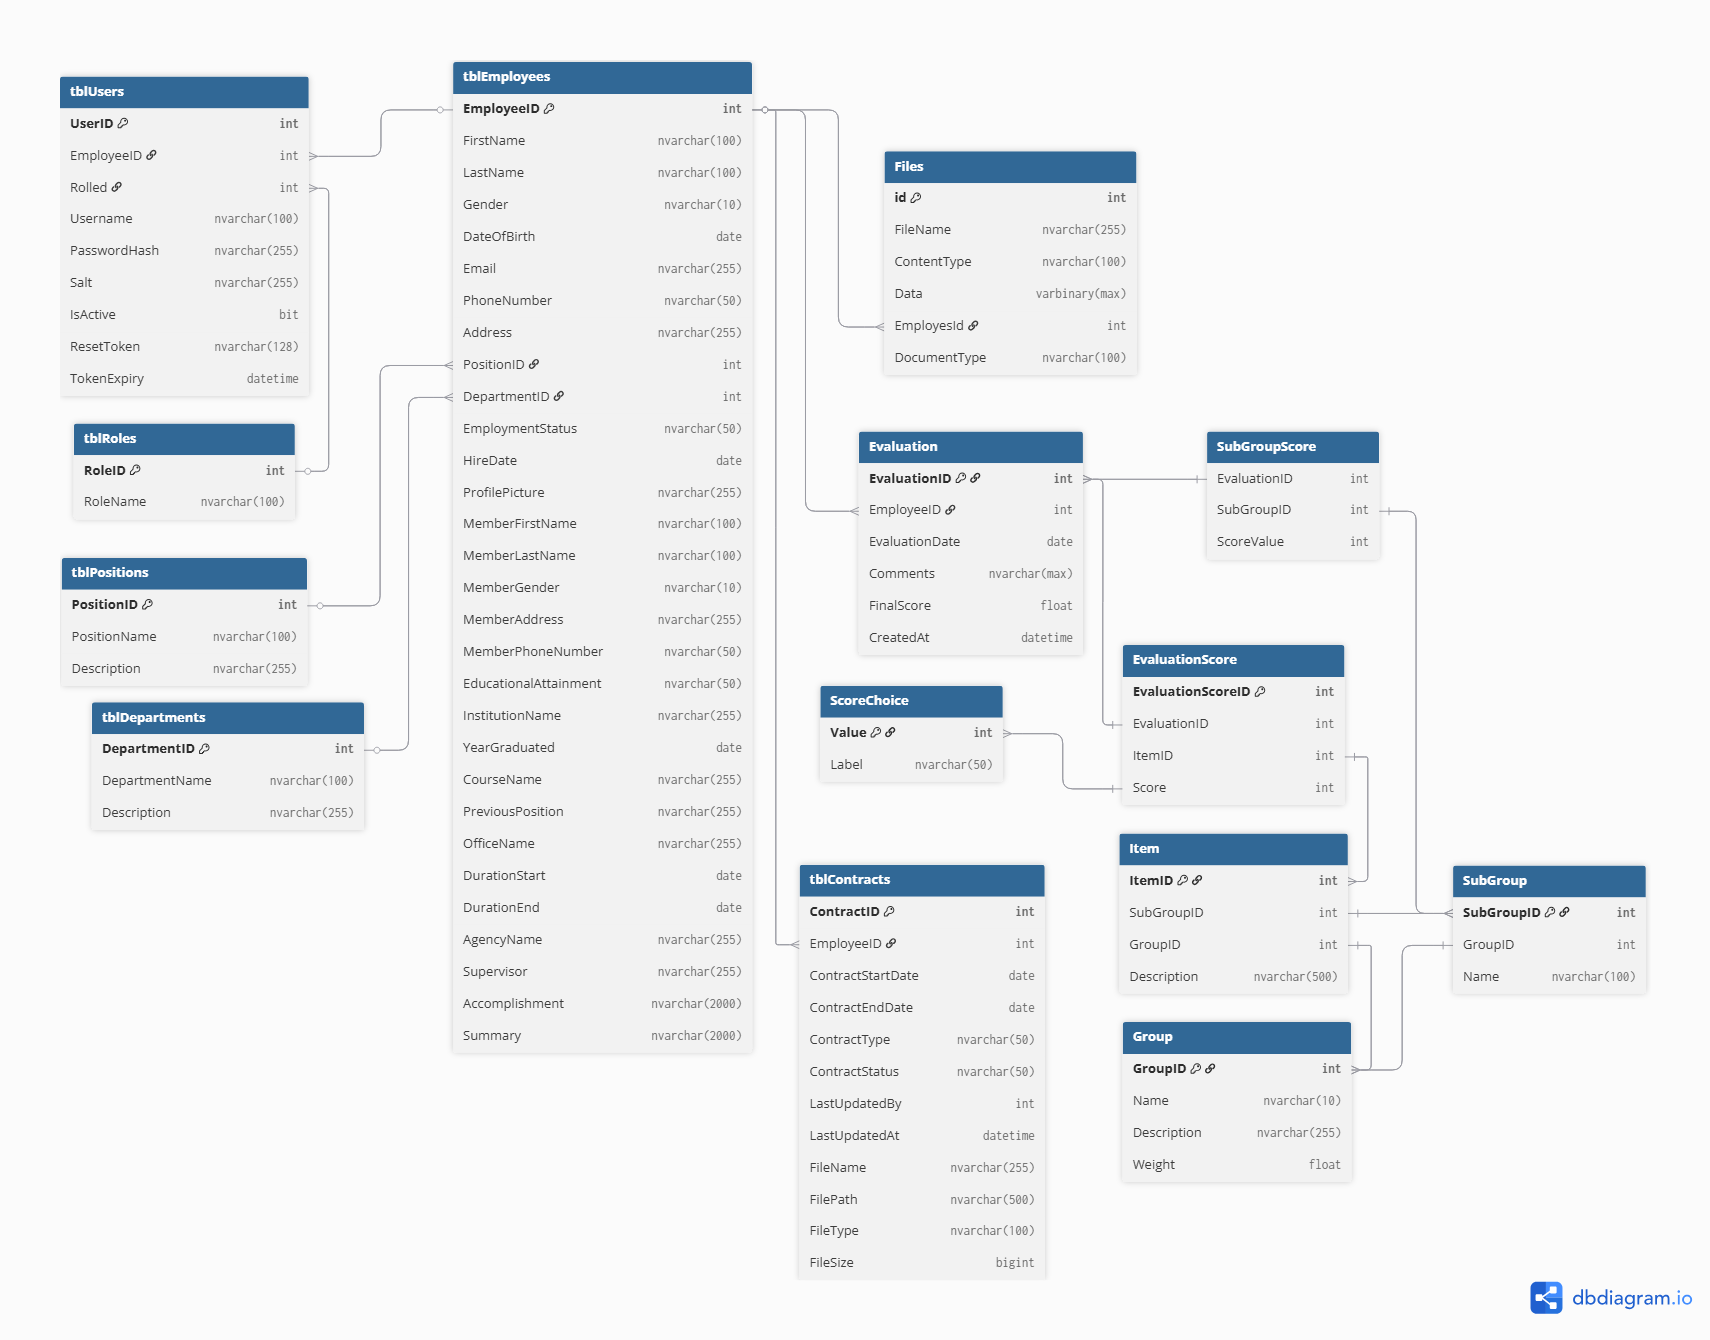 tblUsers
UserID int
EmployeeID int
Rolled int
Username nvarchar(100)
PasswordHash nvarchar(255)
Salt nvarchar(255)
IsActive bit
ResetToken nvarchar(128)
TokenExpiry datetime
tblRoles
RoleID int
RoleName nvarchar(100)
tblPositions
PositionID int
PositionName nvarchar(100)
Description nvarchar(255)
tblDepartments
DepartmentID int
DepartmentName nvarchar(100)
Description nvarchar(255)
tblEmployees
EmployeeID int
FirstName nvarchar(100)
LastName nvarchar(100)
Gender nvarchar(10)
DateOfBirth date
Email nvarchar(255)
PhoneNumber nvarchar(50)
Address nvarchar(255)
PositionID int
DepartmentID int
EmploymentStatus nvarchar(50)
HireDate date
ProfilePicture nvarchar(255)
MemberFirstName nvarchar(100)
MemberLastName nvarchar(100)
MemberGender nvarchar(10)
MemberAddress nvarchar(255)
MemberPhoneNumber nvarchar(50)
EducationalAttainment nvarchar(50)
InstitutionName nvarchar(255)
YearGraduated date
CourseName nvarchar(255)
PreviousPosition nvarchar(255)
OfficeName nvarchar(255)
DurationStart date
DurationEnd date
AgencyName nvarchar(255)
Supervisor nvarchar(255)
Accomplishment nvarchar(2000)
Summary nvarchar(2000)
Files
id int
FileName nvarchar(255)
ContentType nvarchar(100)
Data varbinary(max)
EmployesId int
DocumentType nvarchar(100)
Evaluation
EvaluationID int
EmployeeID int
EvaluationDate date
Comments nvarchar(max)
FinalScore float
CreatedAt datetime
SubGroupScore
EvaluationID int
SubGroupID int
ScoreValue int
ScoreChoice
Value int
Label nvarchar(50)
EvaluationScore
EvaluationScoreID int
EvaluationID int
ItemID int
Score int
tblContracts
ContractID int
EmployeeID int
ContractStartDate date
ContractEndDate date
ContractType nvarchar(50)
ContractStatus nvarchar(50)
LastUpdatedBy int
LastUpdatedAt datetime
FileName nvarchar(255)
FilePath nvarchar(500)
FileType nvarchar(100)
FileSize bigint
Item
ItemID int
SubGroupID int
GroupID int
Description nvarchar(500)
SubGroup
SubGroupID int
GroupID int
Name nvarchar(100)
Group
GroupID int
Name nvarchar(10)
Description nvarchar(255)
Weight float
dbdiagram.io